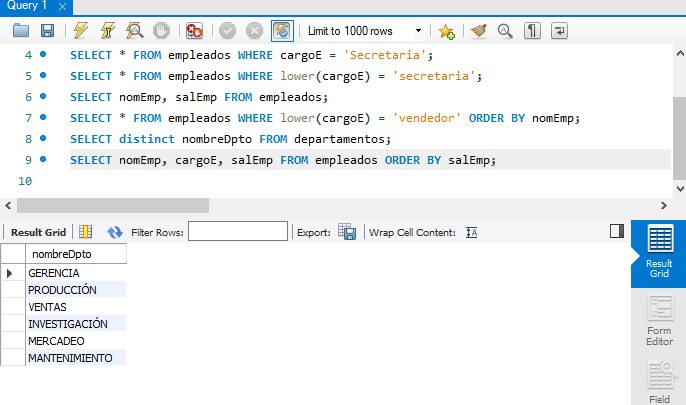 Query 1
Limit to 1000 rows
4 SELECT * FROM empleados WHERE cargoE = 'Secretaria';
5 SELECT * FROM empleados WHERE lower(cargoE) = 'secretaria';
6 SELECT nomEmp, salEmp FROM empleados;
7 SELECT * FROM empleados WHERE lower(cargoE) = 'vendedor' ORDER BY nomEmp;
8 SELECT distinct nombreDpto FROM departamentos;
9 SELECT nomEmp, cargoE, salEmp FROM empleados ORDER BY salEmp;
10
Result Grid Filter Rows: Export: Wrap Cell Content:
nombreDpto
GERENCIA
PRODUCCIÓN
VENTAS
INVESTIGACIÓN
MERCADEO
MANTENIMIENTO
Result
Grid
Form
Editor
Field